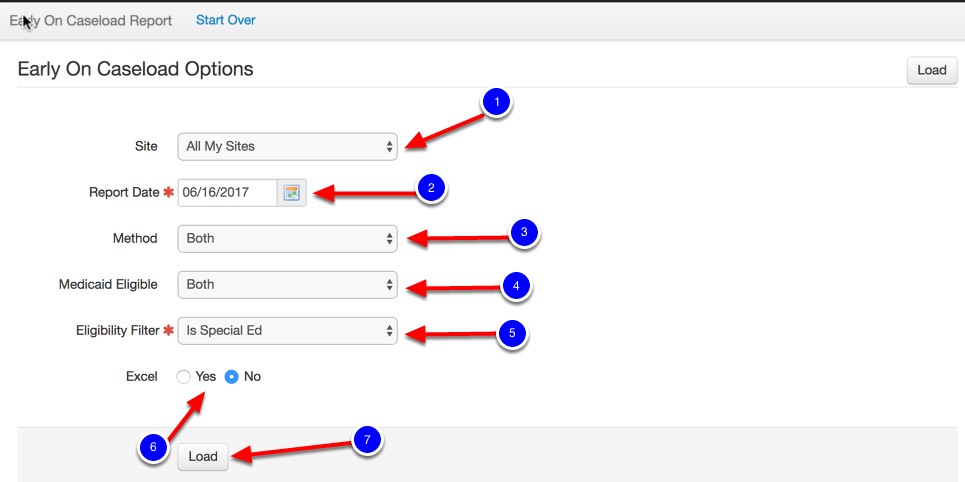 Early On Caseload Report Start Over
Early On Caseload Options Load
1
Site All My Sites
2
Report Date * 06/16/2017
3
Method Both
4
Medicaid Eligible Both
5
Eligibility Filter * Is Special Ed
Excel Yes No
6
7
Load